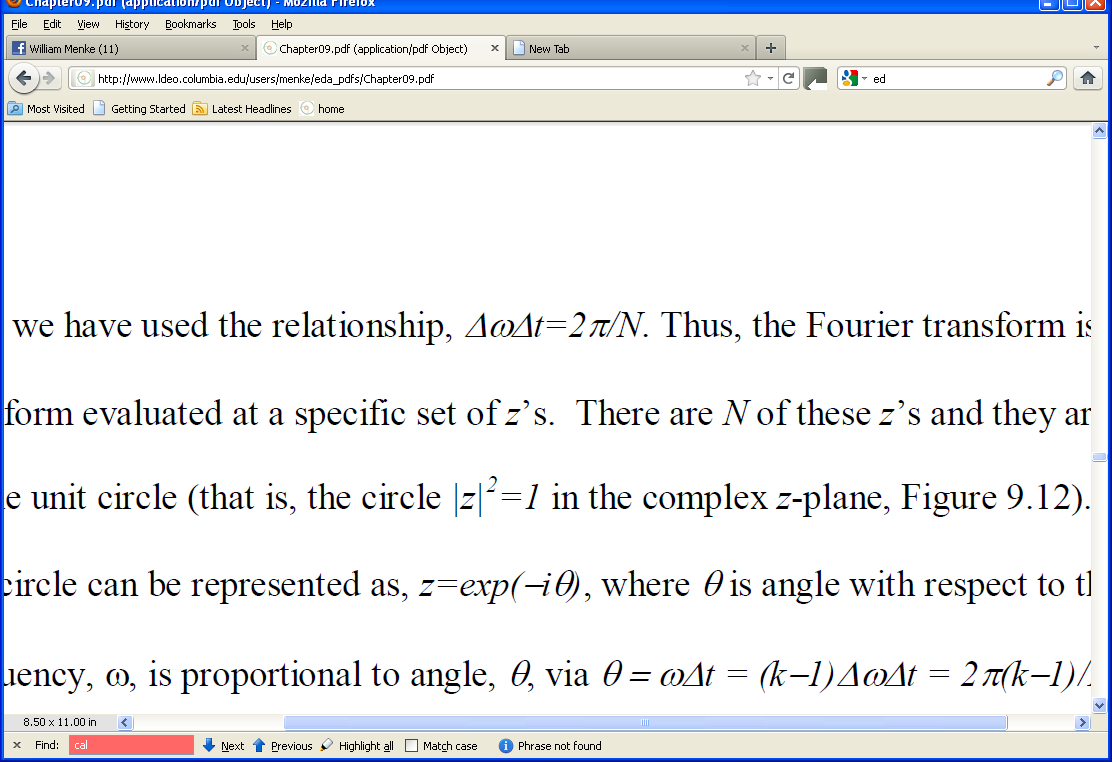 Chapter09.pdf (application/pdf Object) - Mozilla Firefox
File Edit View History Bookmarks Tools Help
William Menke (11) Chapter09.pdf (application/pdf Object) New Tab
http://www.ldeo.columbia.edu/users/menke/eda_pdfs/Chapter09.pdf ed
Most Visited Getting Started Latest Headlines home
we have used the relationship, ΔωΔt=2π/N. Thus, the Fourier transform is
form evaluated at a specific set of z’s. There are N of these z’s and they ar
e unit circle (that is, the circle |z|²=1 in the complex z-plane, Figure 9.12).
circle can be represented as, z=exp(−iθ), where θ is angle with respect to th
uency, ω, is proportional to angle, θ, via θ = ωΔt = (k−1)ΔωΔt = 2π(k−1)/
8.50 x 11.00 in
Find: cal Next Previous Highlight all Match case Phrase not found